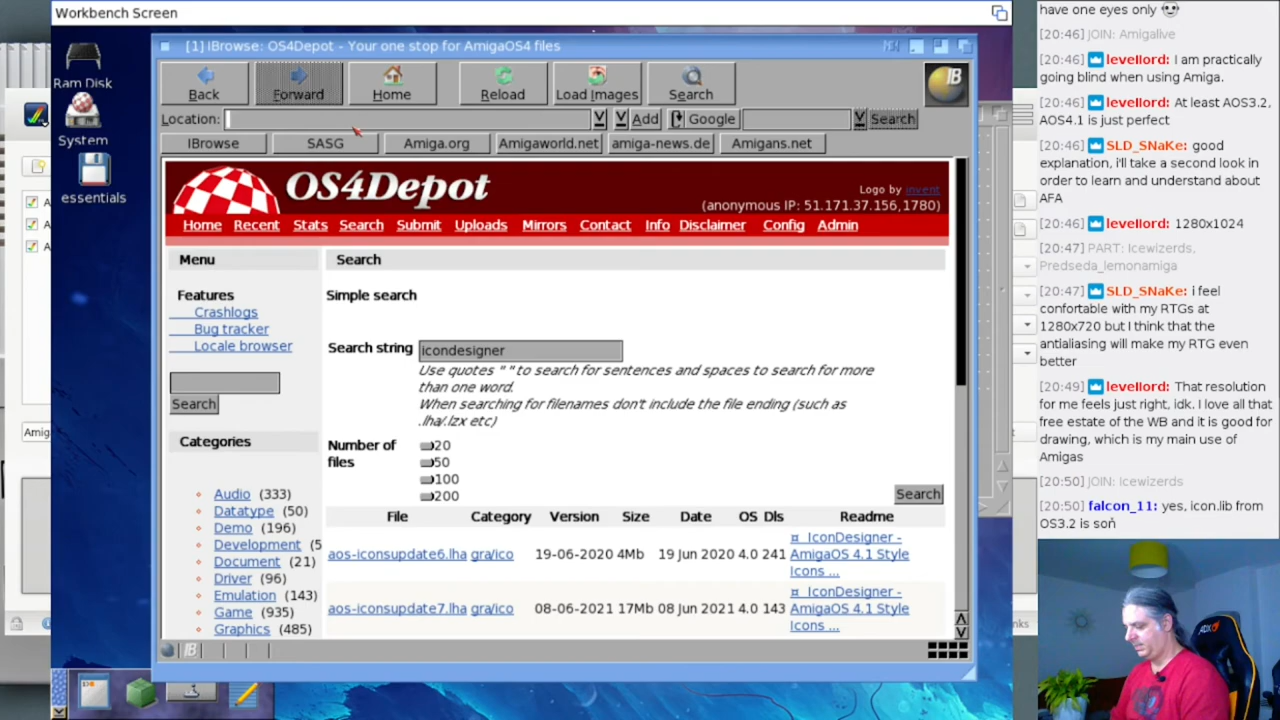 Workbench Screen
Ram Disk
System
essentials
[1] IBrowse: OS4Depot - Your one stop for AmigaOS4 files
Back
Forward
Home
Reload
Load Images
Search
Location:
Add
Google
Search
IBrowse
SASG
Amiga.org
Amigaworld.net
amiga-news.de
Amigans.net
OS4Depot
Logo by invent
(anonymous IP: 51.171.37.156,1780)
Home Recent Stats Search Submit Uploads Mirrors Contact Info Disclaimer Config Admin
Menu
Features
Crashlogs
Bug tracker
Locale browser
Search
Categories
Audio (333)
Datatype (50)
Demo (196)
Development (5
Document (21)
Driver (96)
Emulation (143)
Game (935)
Graphics (485)
Search
Simple search
Search string icondesigner
Use quotes " " to search for sentences and spaces to search for more
than one word.
When searching for filenames don't include the file ending (such as
.lha/.lzx etc)
Number of
files
20
50
100
200
Search
File Category Version Size Date OS Dls Readme
aos-iconsupdate6.lha gra/ico 19-06-2020 4Mb 19 Jun 2020 4.0 241 ¤ IconDesigner -
AmigaOS 4.1 Style
Icons ...
aos-iconsupdate7.lha gra/ico 08-06-2021 17Mb 08 Jun 2021 4.0 143 ¤ IconDesigner -
AmigaOS 4.1 Style
Icons ...
Amig
nks
have one eyes only
[20:46] JOIN: Amigalive
[20:46] levellord: I am practically
going blind when using Amiga.
[20:46] levellord: At least AOS3.2,
AOS4.1 is just perfect
[20:46] SLD_SNaKe: good
explanation, i'll take a second look in
order to learn and understand about
AFA
[20:46] levellord: 1280x1024
[20:47] PART: Icewizerds,
Predseda_lemonamiga
[20:47] SLD_SNaKe: i feel
comfortable with my RTGs at
1280x720 but I think that the
antialiasing will make my RTG even
better
[20:49] levellord: That resolution
for me feels just right, idk. I love all that
free estate of the WB and it is good for
drawing, which is my main use of
Amigas
[20:50] JOIN: Icewizerds
[20:50] falcon_11: yes, icon.lib from
OS3.2 is soň